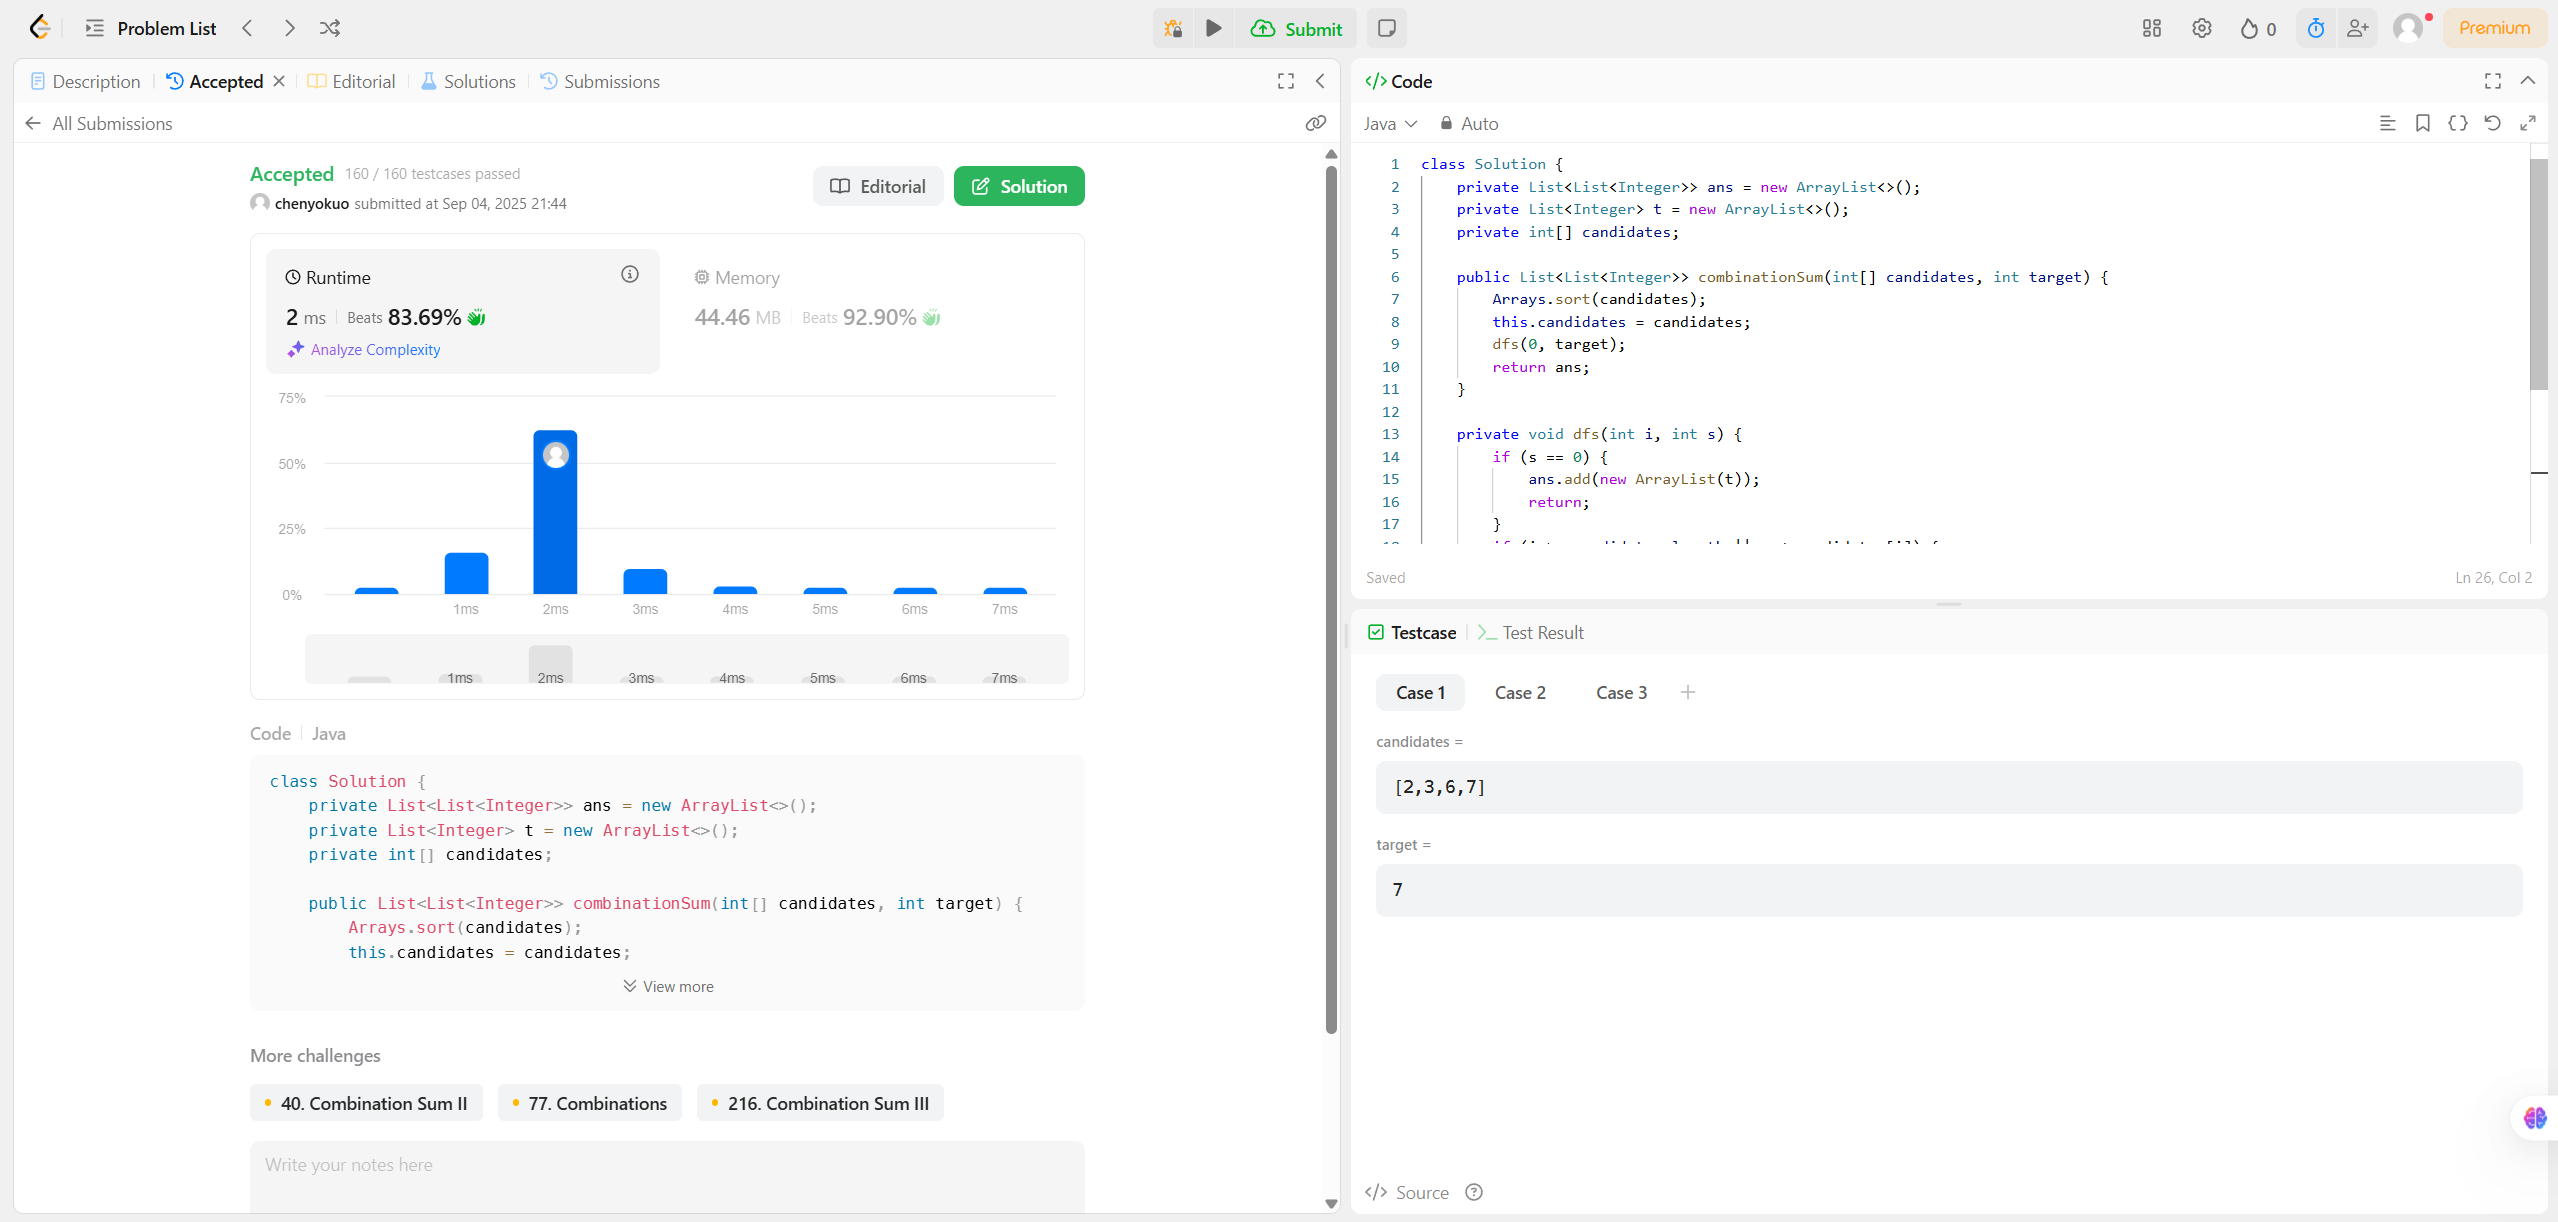 Problem List
Submit
0
Premium
Description
Accepted
Editorial
Solutions
Submissions
All Submissions
Accepted 160 / 160 testcases passed
chenyokuo submitted at Sep 04, 2025 21:44
Editorial
Solution
Runtime
2 ms Beats 83.69%
Analyze Complexity
Memory
44.46 MB Beats 92.90%
75%
50%
25%
0%
1ms 2ms 3ms 4ms 5ms 6ms 7ms
1ms 2ms 3ms 4ms 5ms 6ms 7ms
Code Java
class Solution {
    private List<List<Integer>> ans = new ArrayList<>();
    private List<Integer> t = new ArrayList<>();
    private int[] candidates;
    public List<List<Integer>> combinationSum(int[] candidates, int target) {
        Arrays.sort(candidates);
        this.candidates = candidates;
View more
More challenges
40. Combination Sum II
77. Combinations
216. Combination Sum III
Write your notes here
</> Code
Java Auto
1 class Solution {
2     private List<List<Integer>> ans = new ArrayList<>();
3     private List<Integer> t = new ArrayList<>();
4     private int[] candidates;
5
6     public List<List<Integer>> combinationSum(int[] candidates, int target) {
7         Arrays.sort(candidates);
8         this.candidates = candidates;
9         dfs(0, target);
10         return ans;
11     }
12
13     private void dfs(int i, int s) {
14         if (s == 0) {
15             ans.add(new ArrayList(t));
16             return;
17         }
Saved
Ln 26, Col 2
Testcase
Test Result
Case 1
Case 2
Case 3
candidates =
[2,3,6,7]
target =
7
</> Source